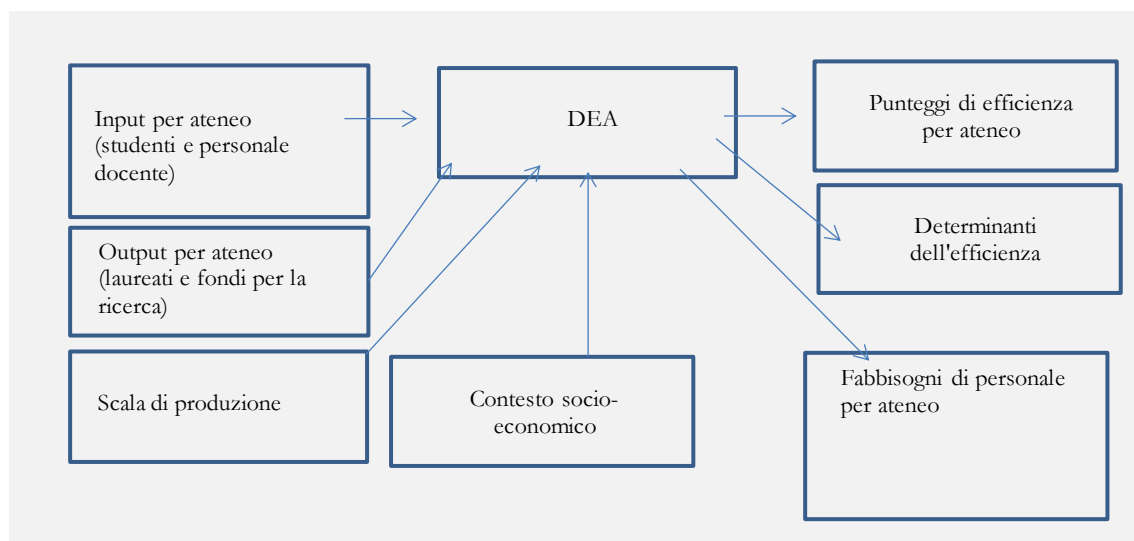 Input per ateneo
(studenti e personale
docente)
DEA
Punteggi di efficienza
per ateneo
Output per ateneo
(laureati e fondi per la
ricerca)
Determinanti
dell'efficienza
Scala di produzione
Contesto socio-
economico
Fabbisogni di personale
per ateneo